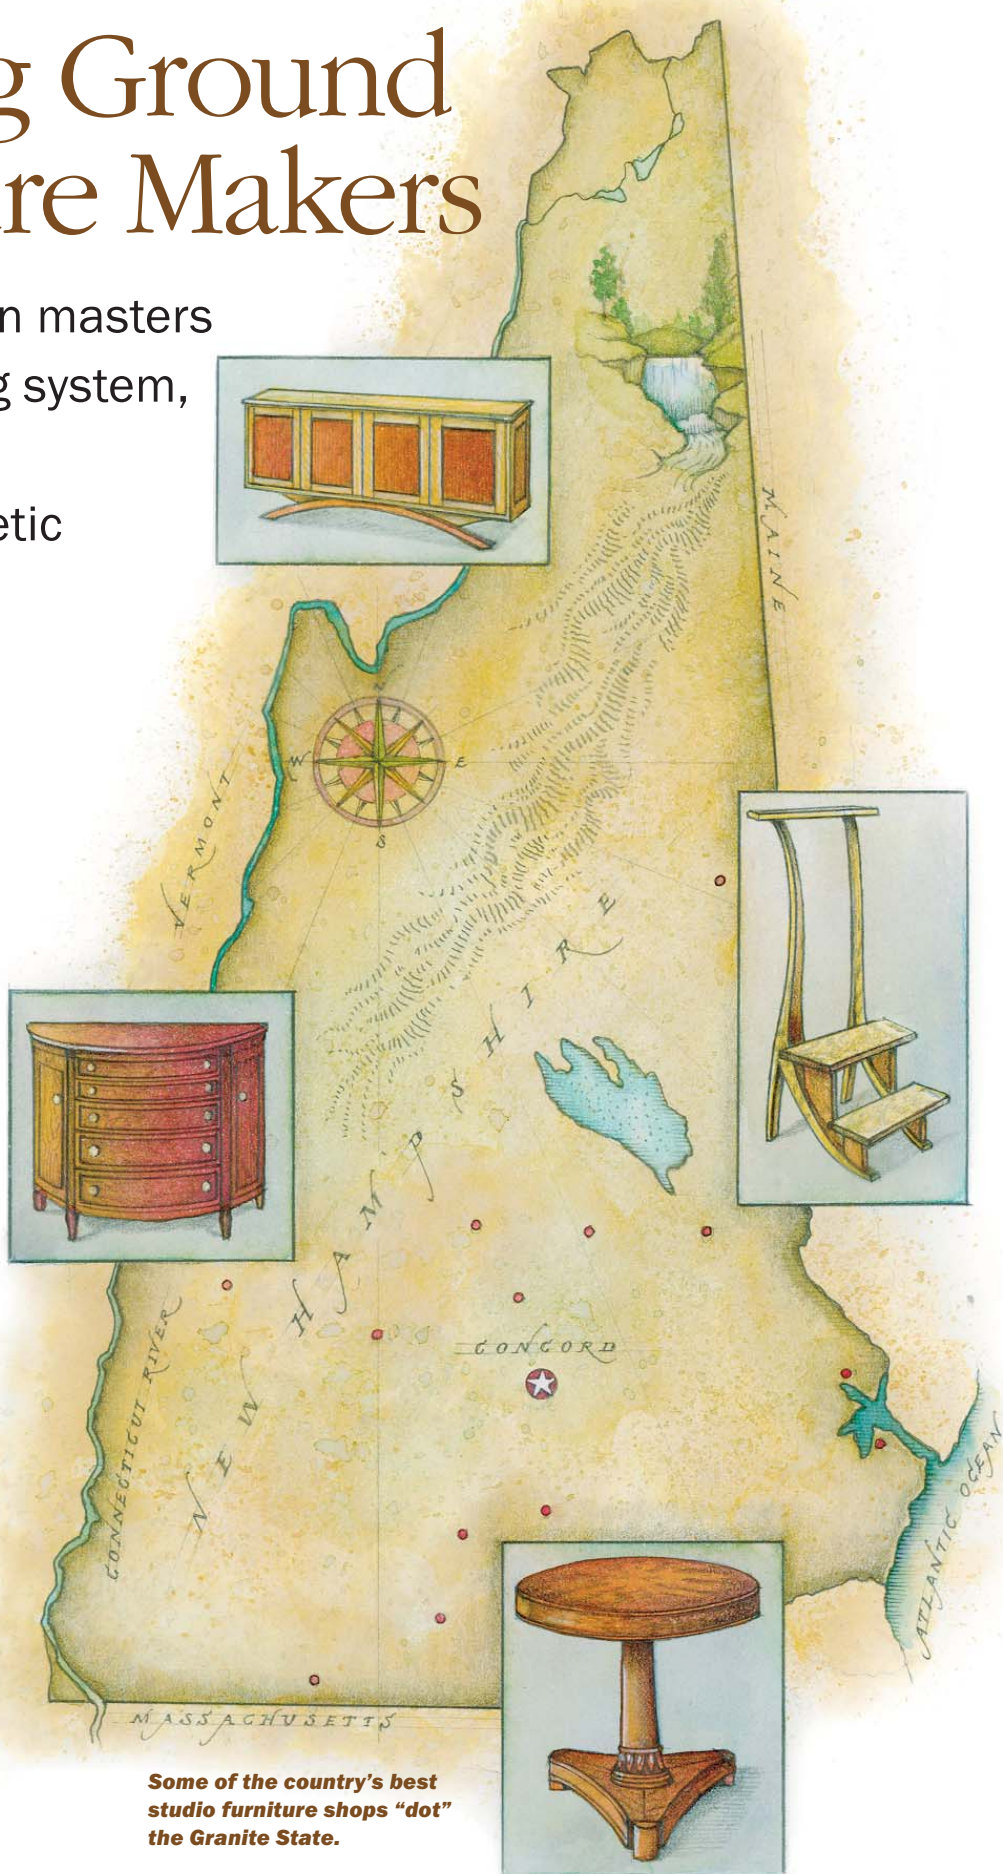 g Ground
re Makers
n masters
g system,
etic
MAINE
N
W
E
S
VERMONT
NEW HAMPSHIRE
CONNECTICUT RIVER
CONCORD
ATLANTIC OCEAN
MASSACHUSETTS
Some of the country's best
studio furniture shops “dot”
the Granite State.